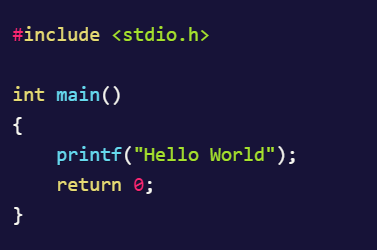 #include <stdio.h>

int main()
{
    printf("Hello World");
    return 0;
}